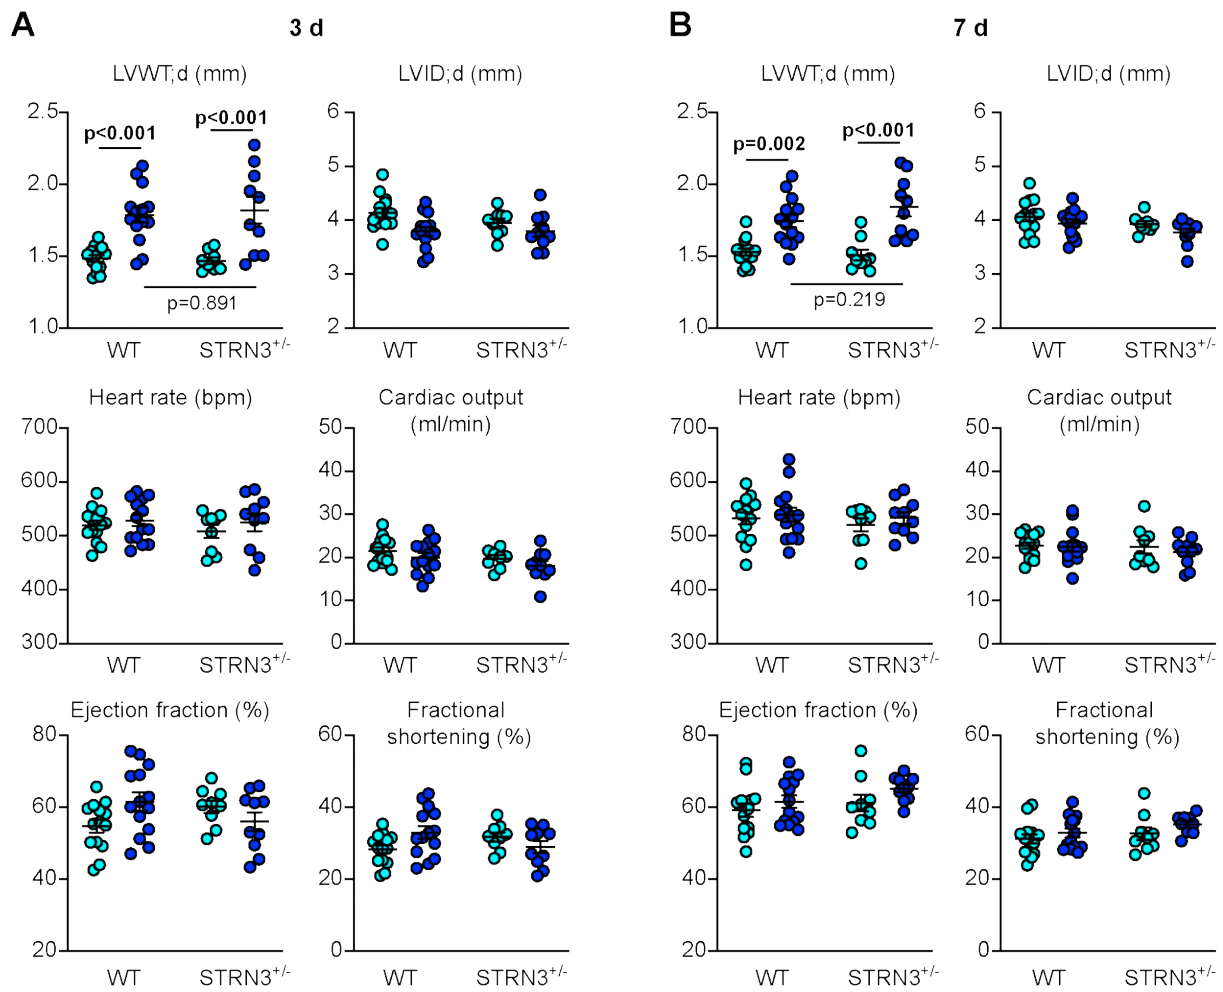 A
3 d
LVWT;d (mm)
2.5
2.0
1.5
1.0
p<0.001
p<0.001
p=0.891
WT
STRN3+/-
LVID;d (mm)
6
5
4
3
2
WT
STRN3+/-
Heart rate (bpm)
700
600
500
400
300
WT
STRN3+/-
Cardiac output
(ml/min)
50
40
30
20
10
0
WT
STRN3+/-
Ejection fraction (%)
80
60
40
20
WT
STRN3+/-
Fractional
shortening (%)
60
40
20
0
WT
STRN3+/-
B
7 d
LVWT;d (mm)
2.5
2.0
1.5
1.0
p=0.002
p<0.001
p=0.219
WT
STRN3+/-
LVID;d (mm)
6
5
4
3
2
WT
STRN3+/-
Heart rate (bpm)
700
600
500
400
300
WT
STRN3+/-
Cardiac output
(ml/min)
50
40
30
20
10
0
WT
STRN3+/-
Ejection fraction (%)
80
60
40
20
WT
STRN3+/-
Fractional
shortening (%)
60
40
20
0
WT
STRN3+/-